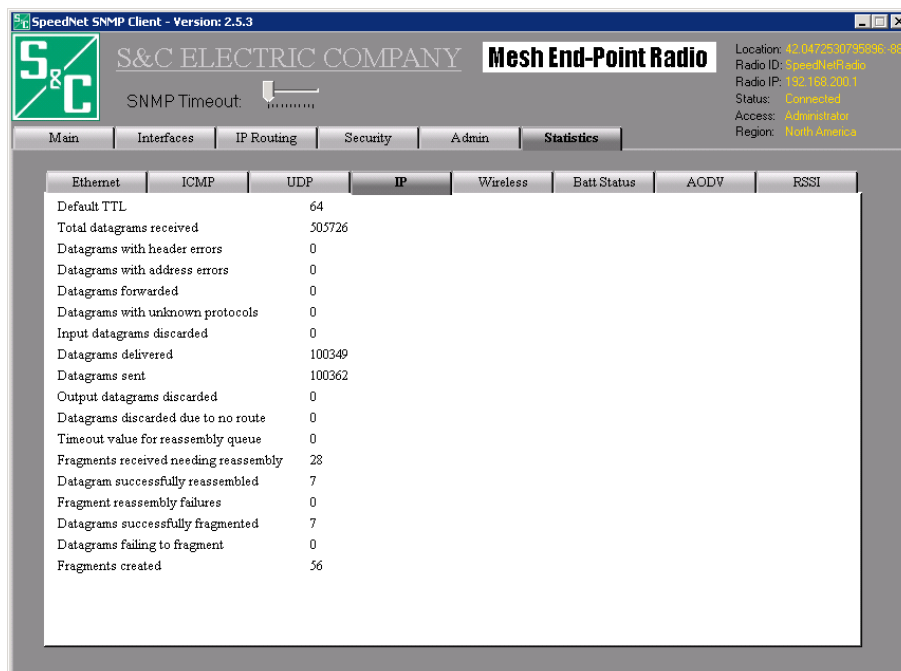 SpeedNet SNMP Client - Version: 2.5.3
S&C
S&C ELECTRIC COMPANY
Mesh End-Point Radio
SNMP Timeout:
Location: 42.0472530795896:-88
Radio ID: SpeedNetRadio
Radio IP: 192.168.200.1
Status: Connected
Access: Administrator
Region: North America
Main Interfaces IP Routing Security Admin Statistics
Ethernet ICMP UDP IP Wireless Batt Status AODV RSSI
Default TTL 64
Total datagrams received 505726
Datagrams with header errors 0
Datagrams with address errors 0
Datagrams forwarded 0
Datagrams with unknown protocols 0
Input datagrams discarded 0
Datagrams delivered 100349
Datagrams sent 100362
Output datagrams discarded 0
Datagrams discarded due to no route 0
Timeout value for reassembly queue 0
Fragments received needing reassembly 28
Datagram successfully reassembled 7
Fragment reassembly failures 0
Datagrams successfully fragmented 7
Datagrams failing to fragment 0
Fragments created 56